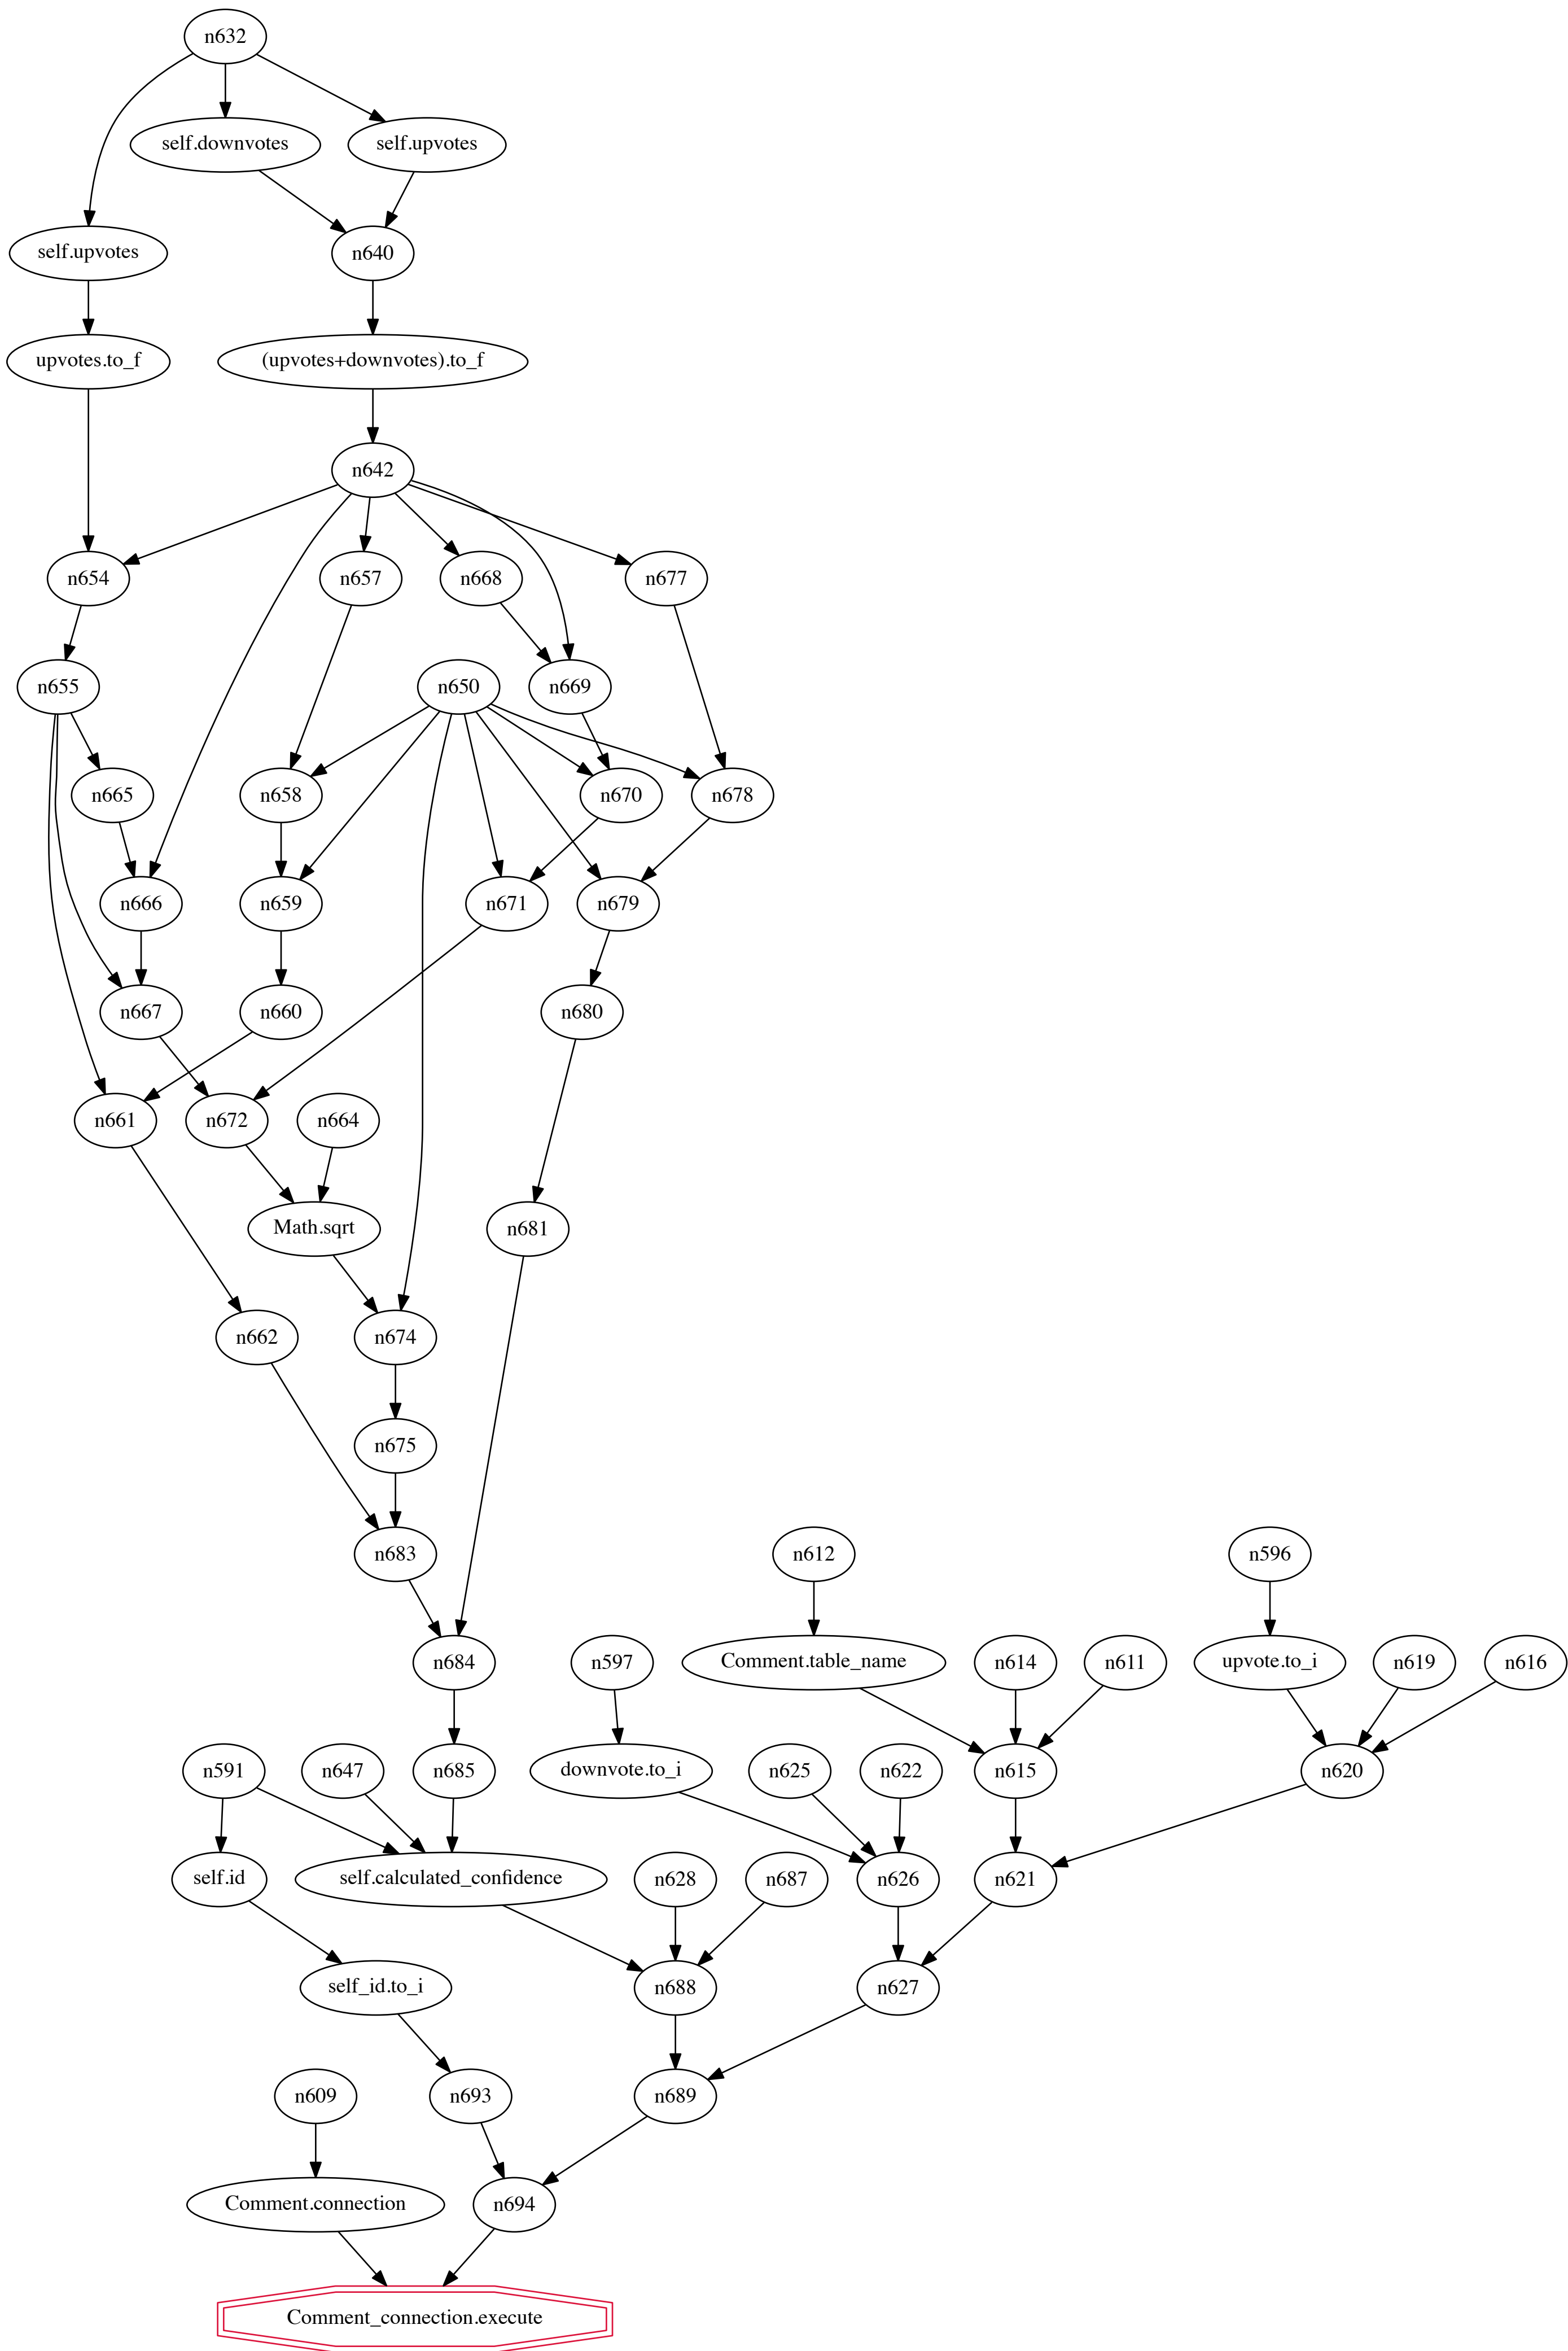 n632
self.downvotes
self.upvotes
self.upvotes
n640
upvotes.to_f
(upvotes+downvotes).to_f
n642
n654
n657
n668
n677
n655
n650
n669
n665
n658
n670
n678
n666
n659
n671
n679
n667
n660
n680
n661
n672
n664
Math.sqrt
n681
n662
n674
n675
n683
n612
n596
n684
n597
Comment.table_name
n614
n611
upvote.to_i
n619
n616
n591
n647
n685
downvote.to_i
n625
n622
n615
n620
self.id
self.calculated_confidence
n628
n687
n626
n621
self_id.to_i
n688
n627
n609
n693
n689
Comment.connection
n694
Comment_connection.execute